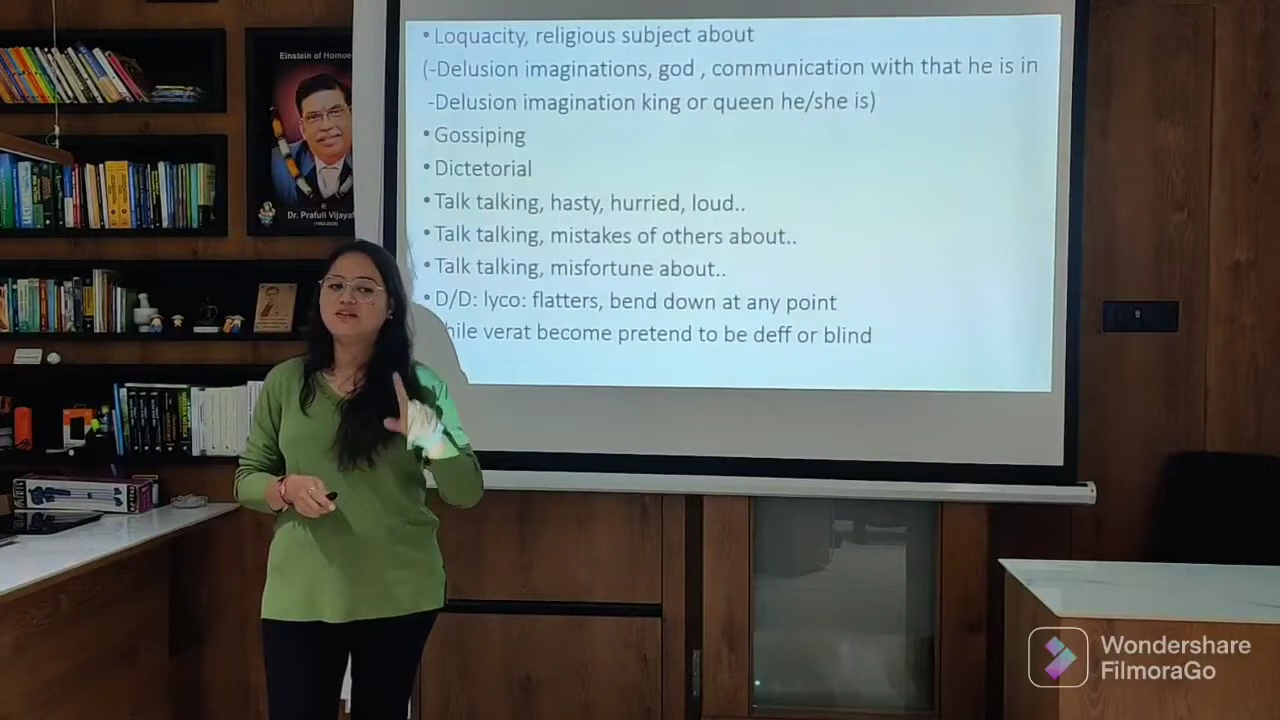 • Loquacity, religious subject about
(-Delusion imaginations, god , communication with that he is in
-Delusion imagination king or queen he/she is)
• Gossiping
• Dictetorial
• Talk talking, hasty, hurried, loud..
• Talk talking, mistakes of others about..
• Talk talking, misfortune about..
• D/D: lyco: flatters, bend down at any point
verat become pretend to be deff or blind
Einstein of Homoe
Dr. Prafull Vijaya
Wondershare
FilmoraGo